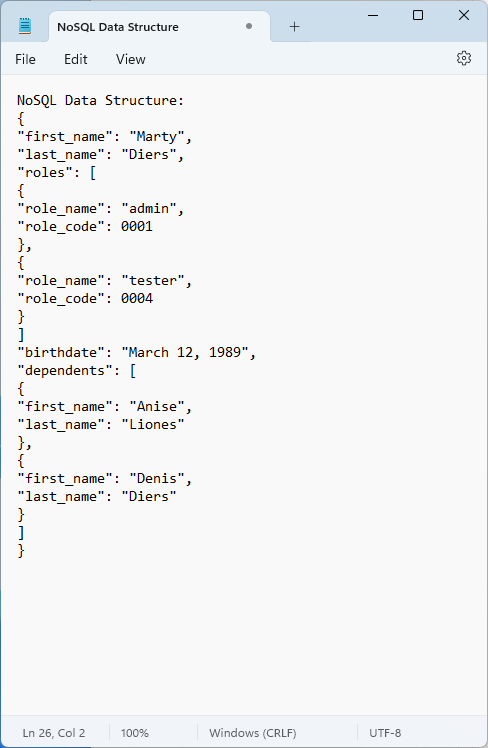 NoSQL Data Structure
File Edit View
NoSQL Data Structure:
{
"first_name": "Marty",
"last_name": "Diers",
"roles": [
{
"role_name": "admin",
"role_code": 0001
},
{
"role_name": "tester",
"role_code": 0004
}
]
"birthdate": "March 12, 1989",
"dependents": [
{
"first_name": "Anise",
"last_name": "Liones"
},
{
"first_name": "Denis",
"last_name": "Diers"
}
]
}
Ln 26, Col 2 100% Windows (CRLF) UTF-8